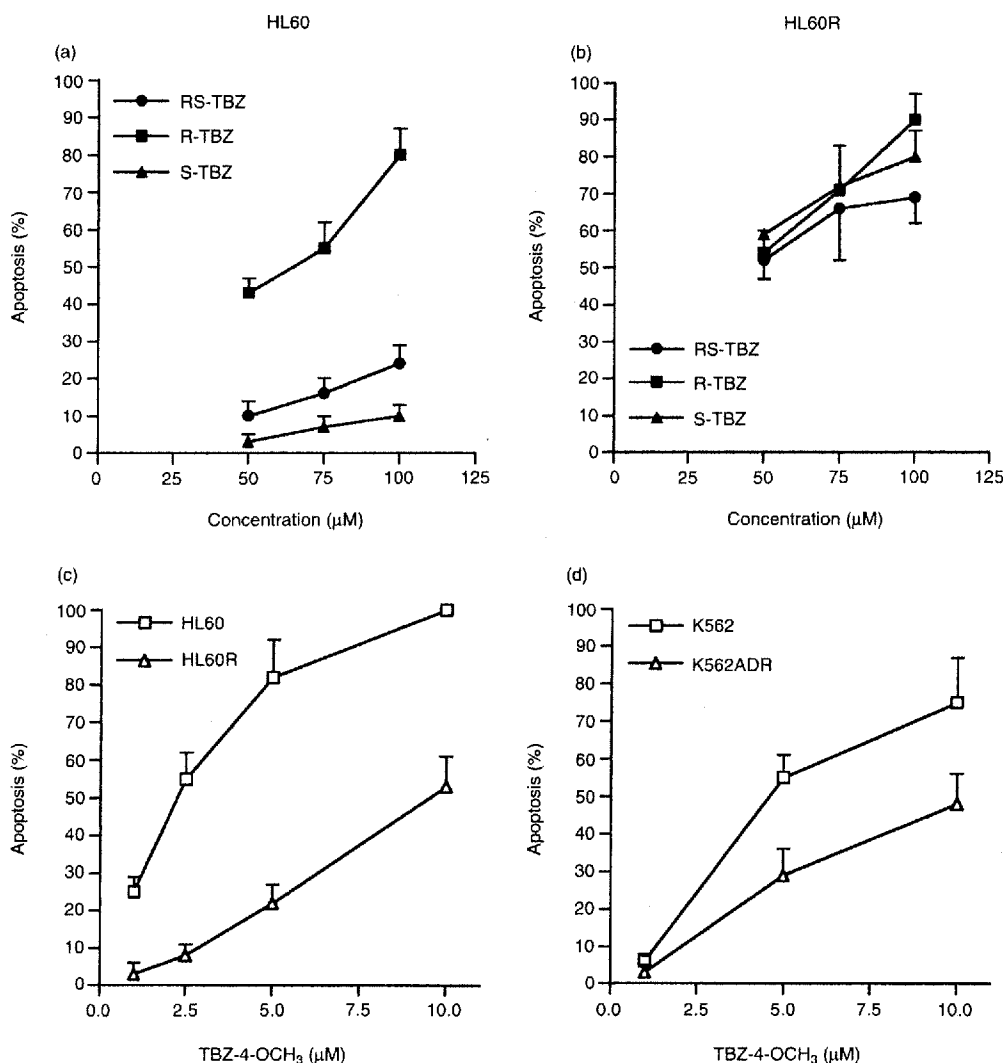 HL60
(a)
100
90
80
70
60
50
40
30
20
10
0
Apoptosis (%)
RS-TBZ
R-TBZ
S-TBZ
0 25 50 75 100 125
Concentration (μM)
HL60R
(b)
100
90
80
70
60
50
40
30
20
10
0
Apoptosis (%)
RS-TBZ
R-TBZ
S-TBZ
0 25 50 75 100 125
Concentration (μM)
(c)
100
90
80
70
60
50
40
30
20
10
0
Apoptosis (%)
HL60
HL60R
0.0 2.5 5.0 7.5 10.0
TBZ-4-OCH₃ (μM)
(d)
100
90
80
70
60
50
40
30
20
10
0
Apoptosis (%)
K562
K562ADR
0.0 2.5 5.0 7.5 10.0
TBZ-4-OCH₃ (μM)